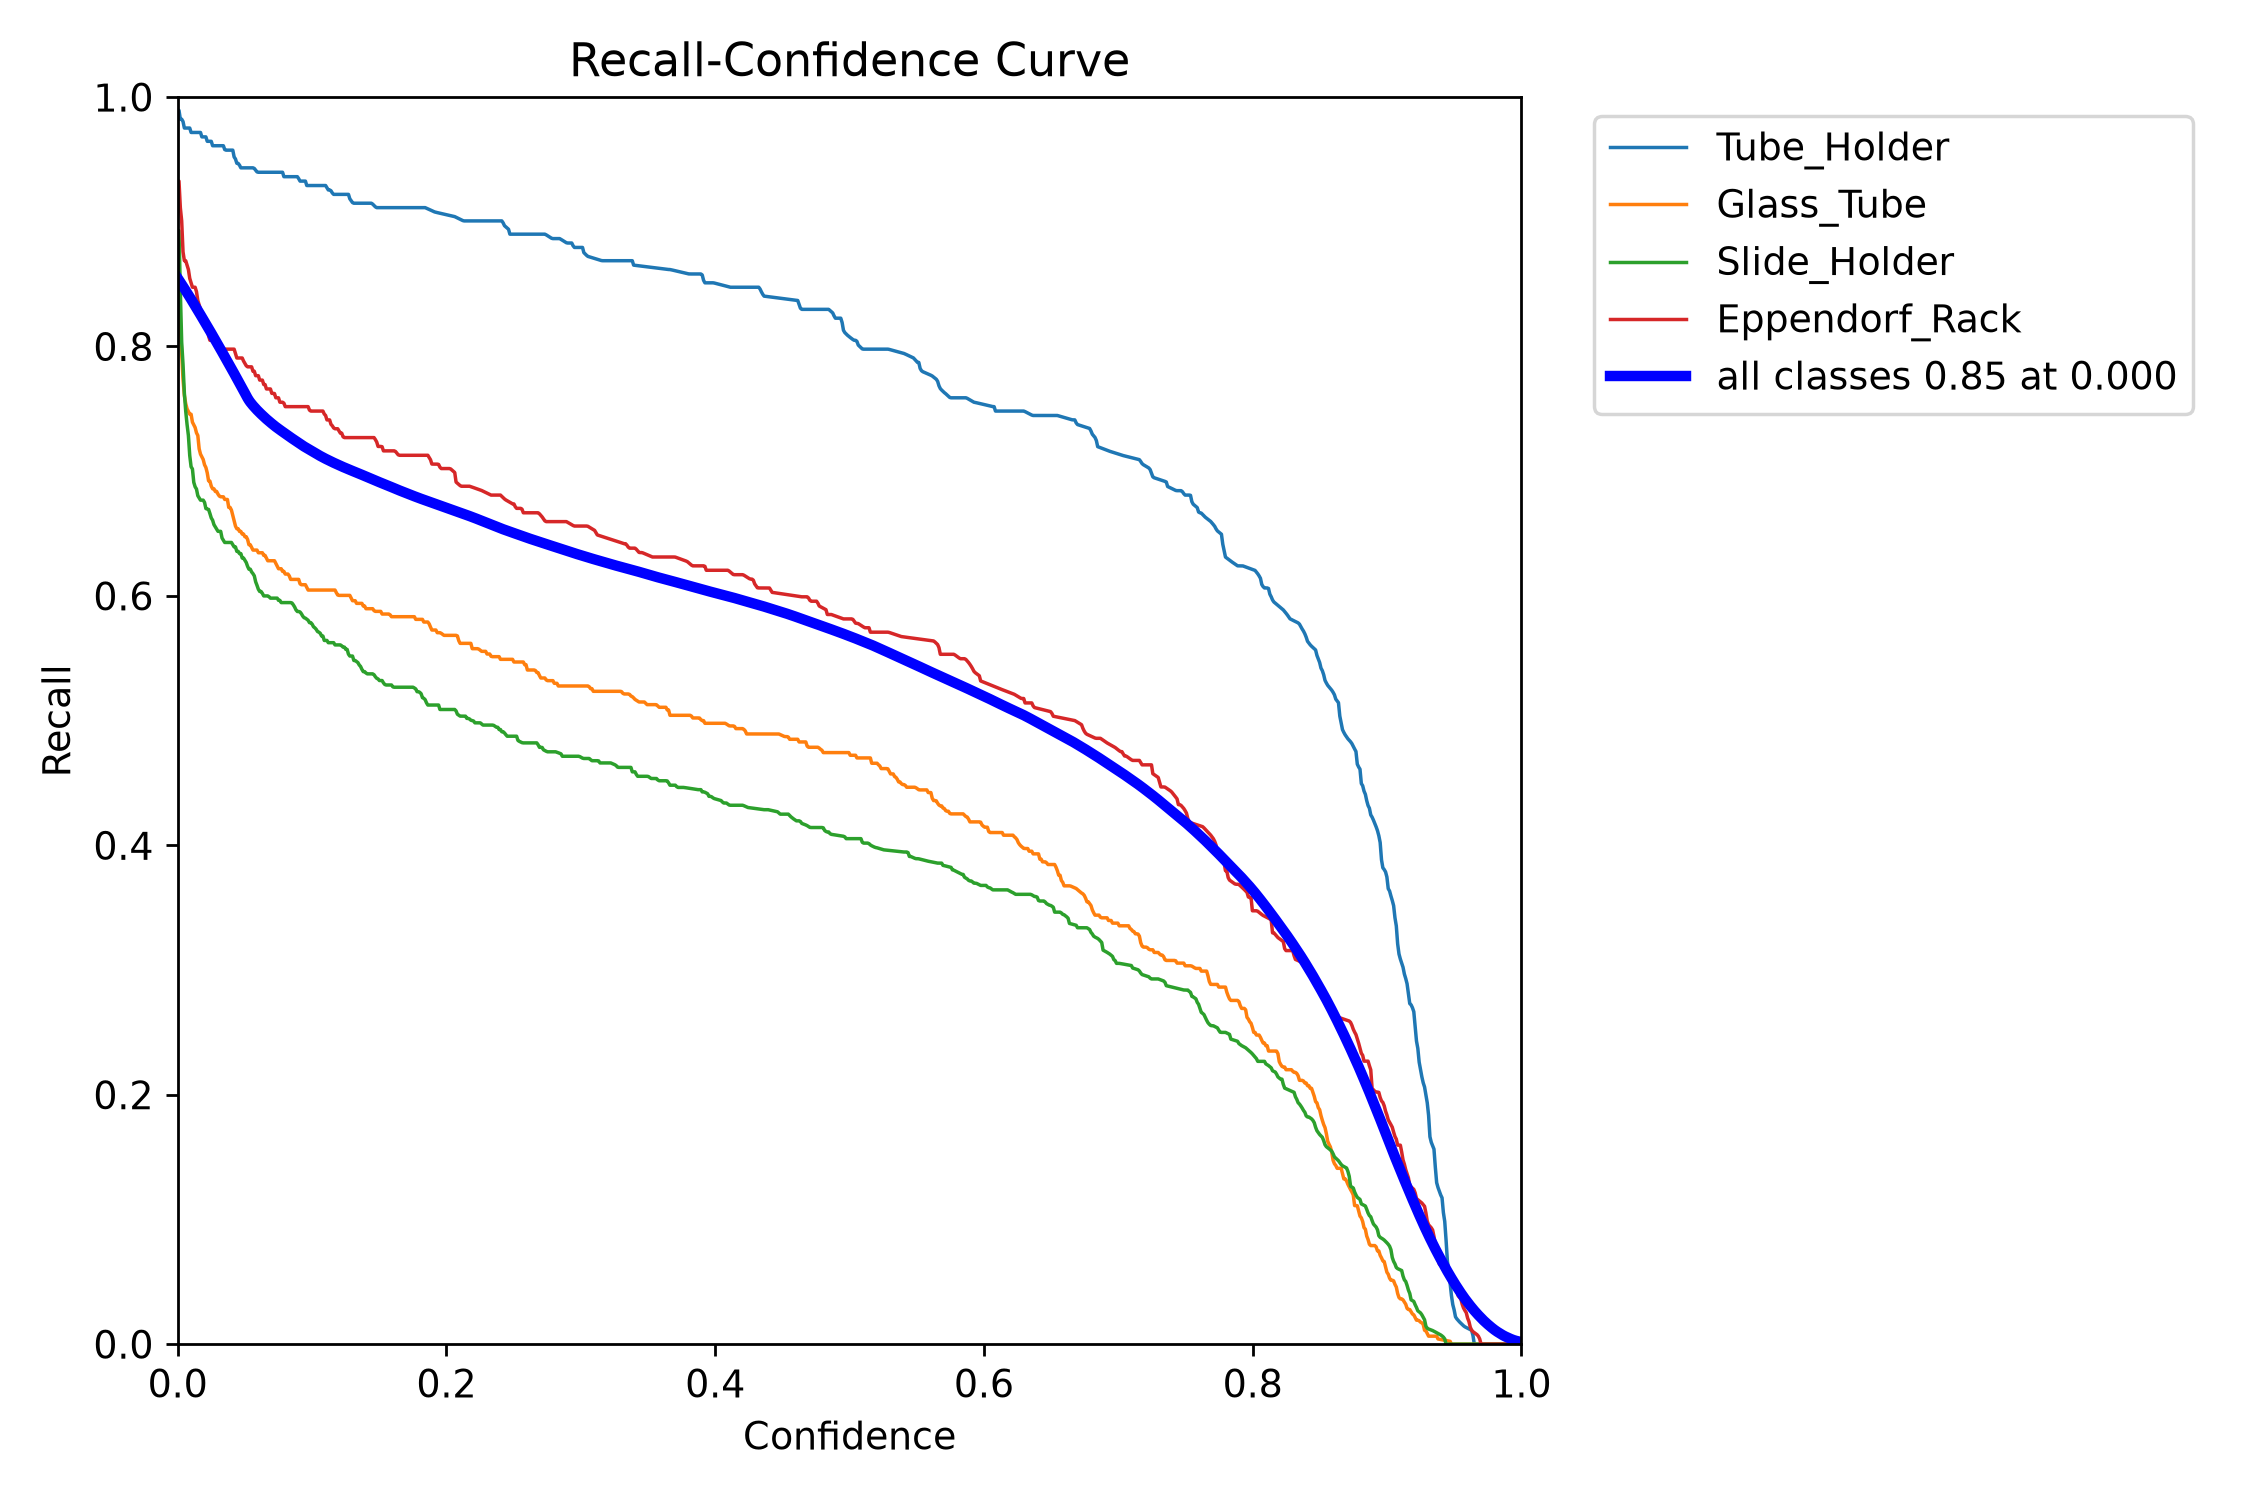 Recall-Confidence Curve
1.0
0.8
0.6
0.4
0.2
0.0
Recall
0.0 0.2 0.4 0.6 0.8 1.0
Confidence
Tube_Holder
Glass_Tube
Slide_Holder
Eppendorf_Rack
all classes 0.85 at 0.000